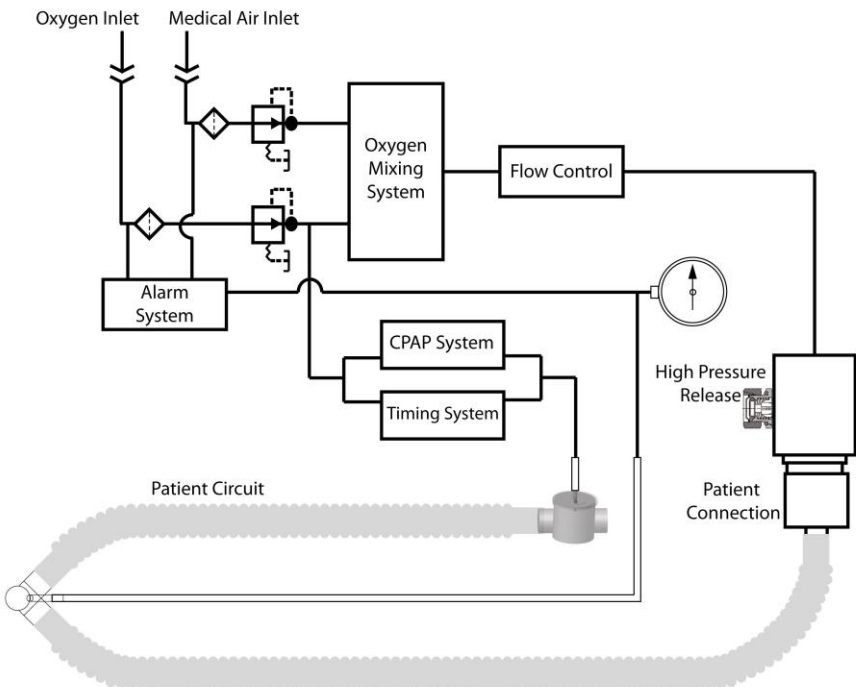 Oxygen Inlet
Medical Air Inlet
Oxygen
Mixing
System
Flow Control
Alarm
System
CPAP System
Timing System
High Pressure
Release
Patient Circuit
Patient
Connection